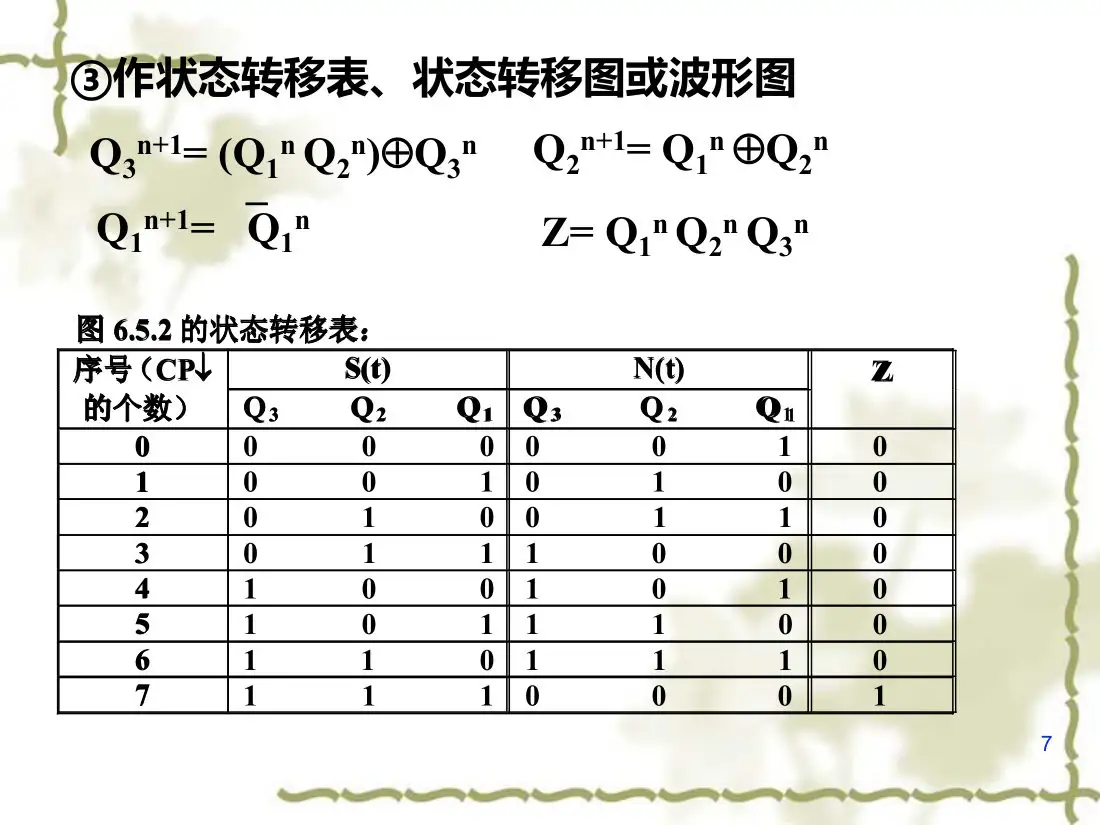 ③作状态转移表、状态转移图或波形图
Q₃ⁿ⁺¹= (Q₁ⁿ Q₂ⁿ)⊕Q₃ⁿ Q₂ⁿ⁺¹= Q₁ⁿ ⊕Q₂ⁿ
Q₁ⁿ⁺¹= Q̅₁ⁿ Z= Q₁ⁿ Q₂ⁿ Q₃ⁿ
图 6.5.2 的状态转移表：
序号（CP↓ S(t) N(t) Z
的个数） Q₃ Q₂ Q₁ Q₃ Q₂ Q₁
0 0 0 0 0 0 1 0
1 0 0 1 0 1 0 0
2 0 1 0 0 1 1 0
3 0 1 1 1 0 0 0
4 1 0 0 1 0 1 0
5 1 0 1 1 1 0 0
6 1 1 0 1 1 1 0
7 1 1 1 0 0 0 1
7